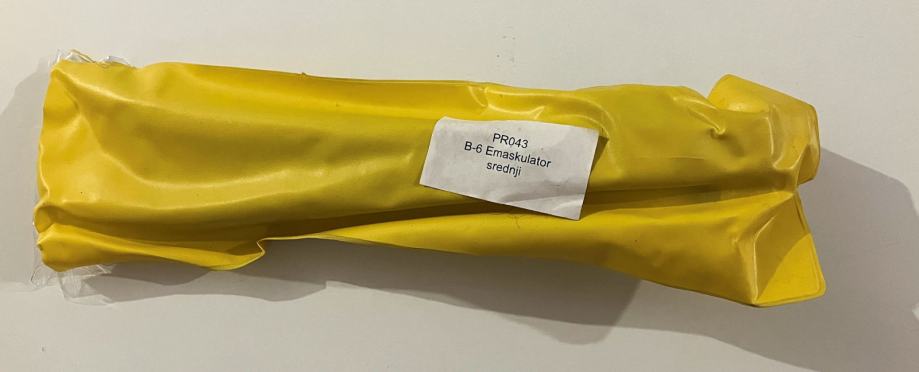 PR043
B-6 Emaskulator
srednji